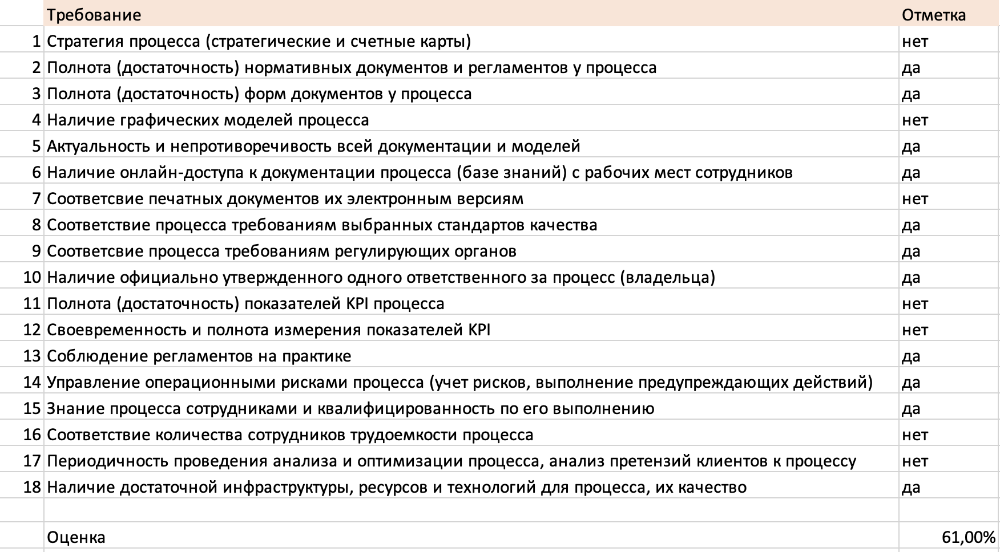 Требование Отметка
1 Стратегия процесса (стратегические и счетные карты) нет
2 Полнота (достаточность) нормативных документов и регламентов у процесса да
3 Полнота (достаточность) форм документов у процесса да
4 Наличие графических моделей процесса нет
5 Актуальность и непротиворечивость всей документации и моделей да
6 Наличие онлайн-доступа к документации процесса (базе знаний) с рабочих мест сотрудников да
7 Соответсвие печатных документов их электронным версиям нет
8 Соответствие процесса требованиям выбранных стандартов качества да
9 Соответсвие процесса требованиям регулирующих органов да
10 Наличие официально утвержденного одного ответственного за процесс (владельца) да
11 Полнота (достаточность) показателей KPI процесса нет
12 Своевременность и полнота измерения показателей KPI нет
13 Соблюдение регламентов на практике да
14 Управление операционными рисками процесса (учет рисков, выполнение предупреждающих действий) да
15 Знание процесса сотрудниками и квалифицированность по его выполнению да
16 Соответствие количества сотрудников трудоемкости процесса нет
17 Периодичность проведения анализа и оптимизации процесса, анализ претензий клиентов к процессу нет
18 Наличие достаточной инфраструктуры, ресурсов и технологий для процесса, их качество да
Оценка 61,00%